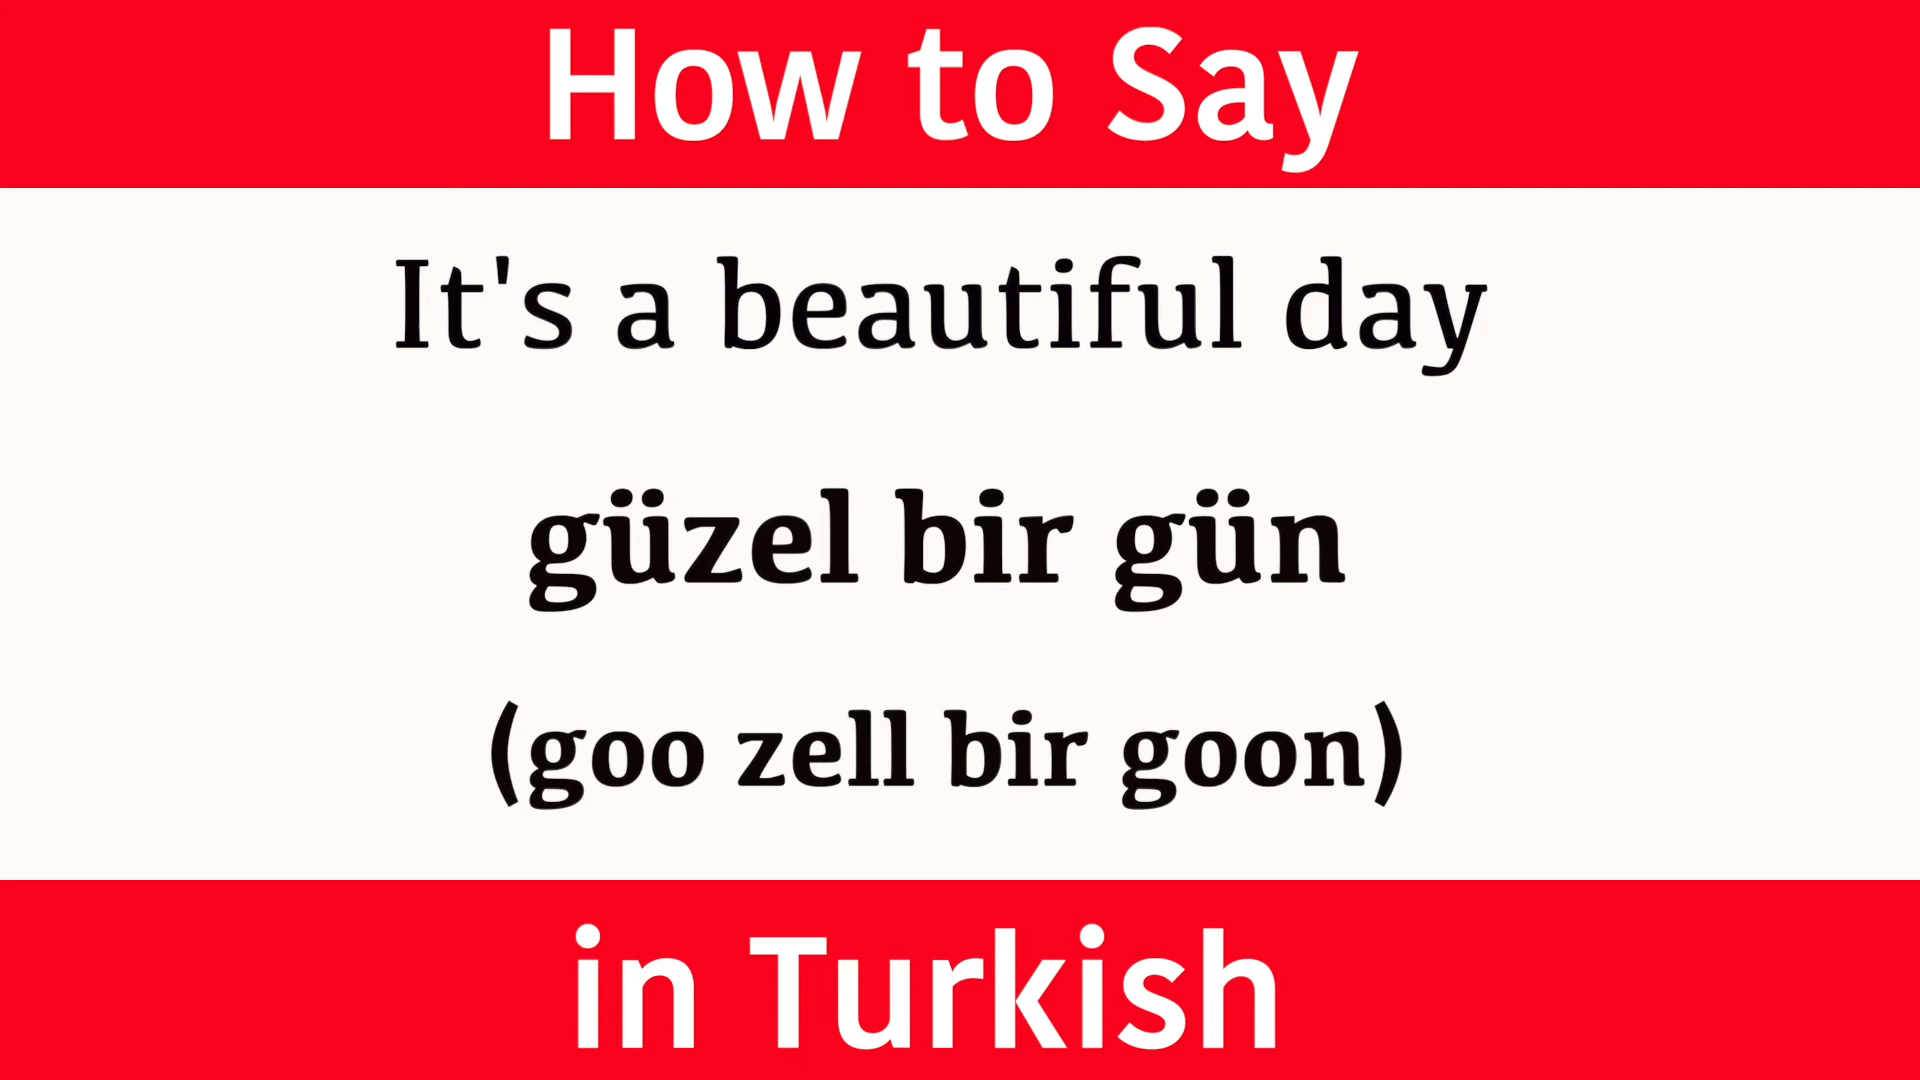 How to Say
It's a beautiful day
güzel bir gün
(goo zell bir goon)
in Turkish